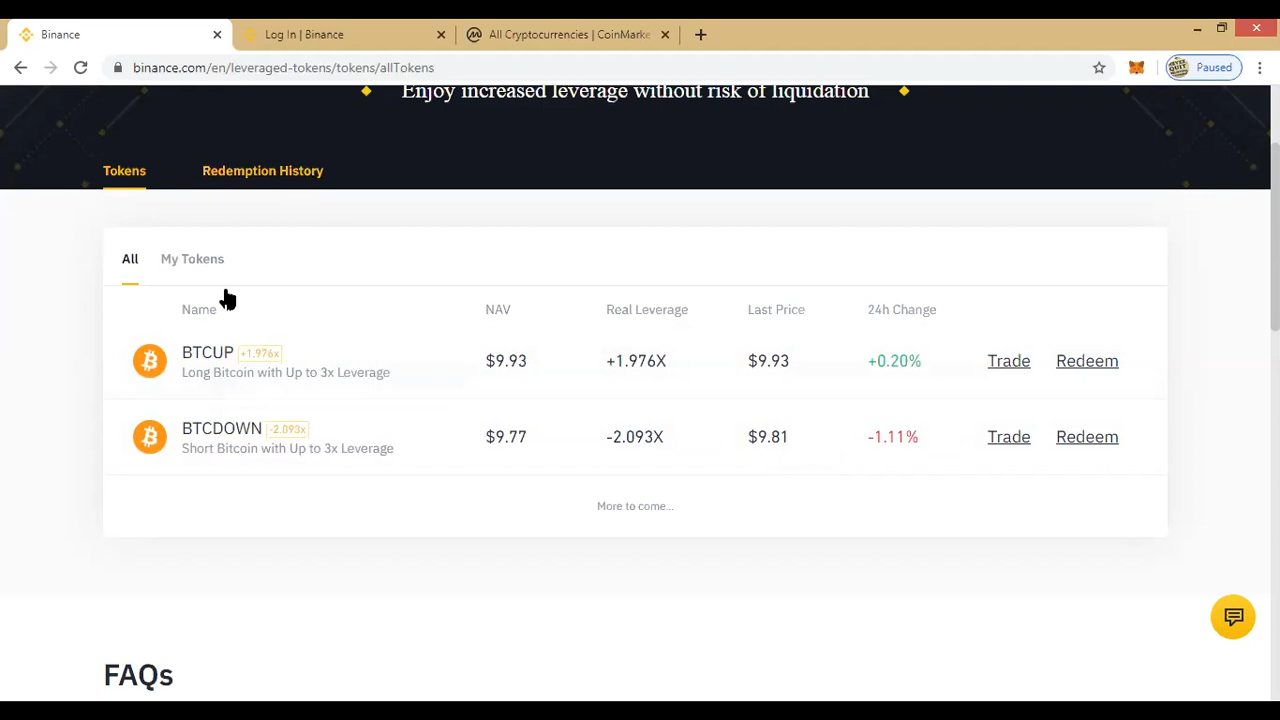 Binance
Log In | Binance
All Cryptocurrencies | CoinMarke
binance.com/en/leveraged-tokens/tokens/allTokens
Paused
Enjoy increased leverage without risk of liquidation
Tokens
Redemption History
All
My Tokens
Name NAV Real Leverage Last Price 24h Change
BTCUP +1.976x $9.93 +1.976X $9.93 +0.20% Trade Redeem
Long Bitcoin with Up to 3x Leverage
BTCDOWN -2.093x $9.77 -2.093X $9.81 -1.11% Trade Redeem
Short Bitcoin with Up to 3x Leverage
More to come...
FAQs